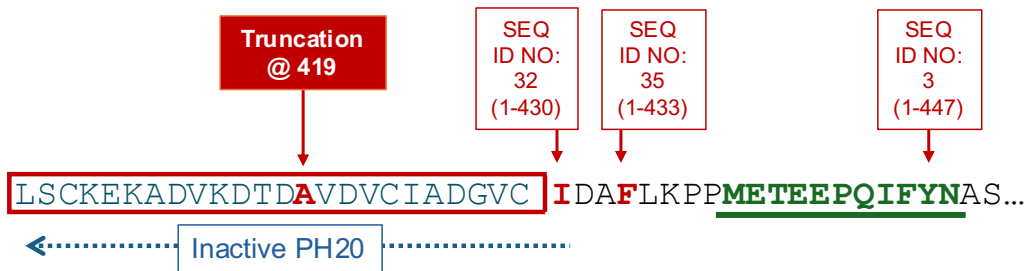 Truncation
@ 419
SEQ
ID NO:
32
(1-430)
SEQ
ID NO:
35
(1-433)
SEQ
ID NO:
3
(1-447)
LSCKEKADVKDTDAVDVCIADGVC IDAFLKPPMETEEPQIFYNAS…
Inactive PH20